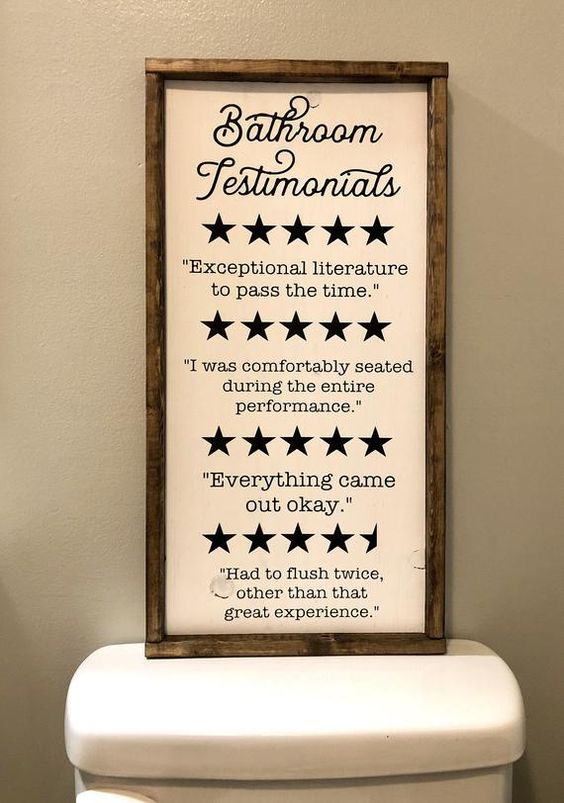 Bathroom
Testimonials
★★★★★
"Exceptional literature
to pass the time."
★★★★★
"I was comfortably seated
during the entire
performance."
★★★★★
"Everything came
out okay."
★★★★⯨
"Had to flush twice,
other than that
great experience."